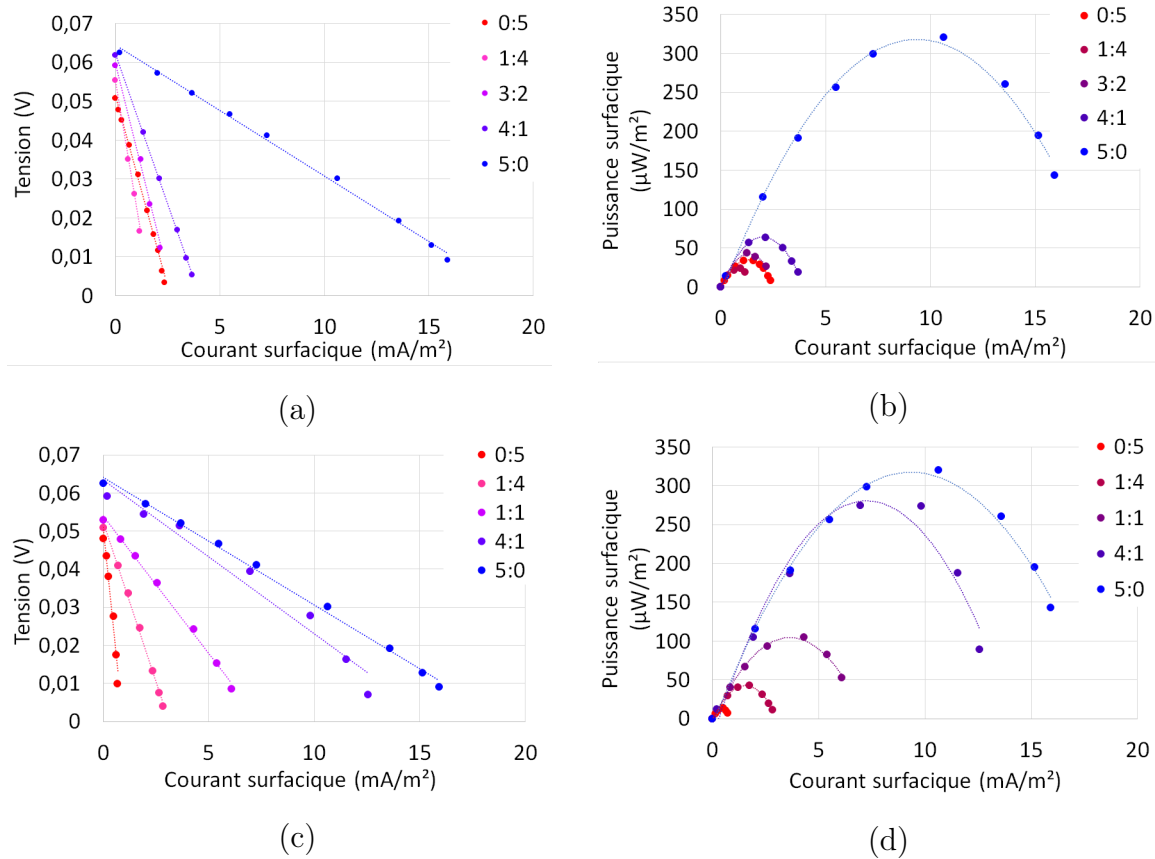 0,07
0,06
0,05
0,04
0,03
0,02
0,01
0
Tension (V)
0 5 10 15 20
Courant surfacique (mA/m²)
0:5
1:4
3:2
4:1
5:0
(a)
350
300
250
200
150
100
50
0
Puissance surfacique
(µW/m²)
0 5 10 15 20
Courant surfacique (mA/m²)
0:5
1:4
3:2
4:1
5:0
(b)
0,07
0,06
0,05
0,04
0,03
0,02
0,01
0
Tension (V)
0 5 10 15 20
Courant surfacique (mA/m²)
0:5
1:4
1:1
4:1
5:0
(c)
350
300
250
200
150
100
50
0
Puissance surfacique
(µW/m²)
0 5 10 15 20
Courant surfacique (mA/m²)
0:5
1:4
1:1
4:1
5:0
(d)